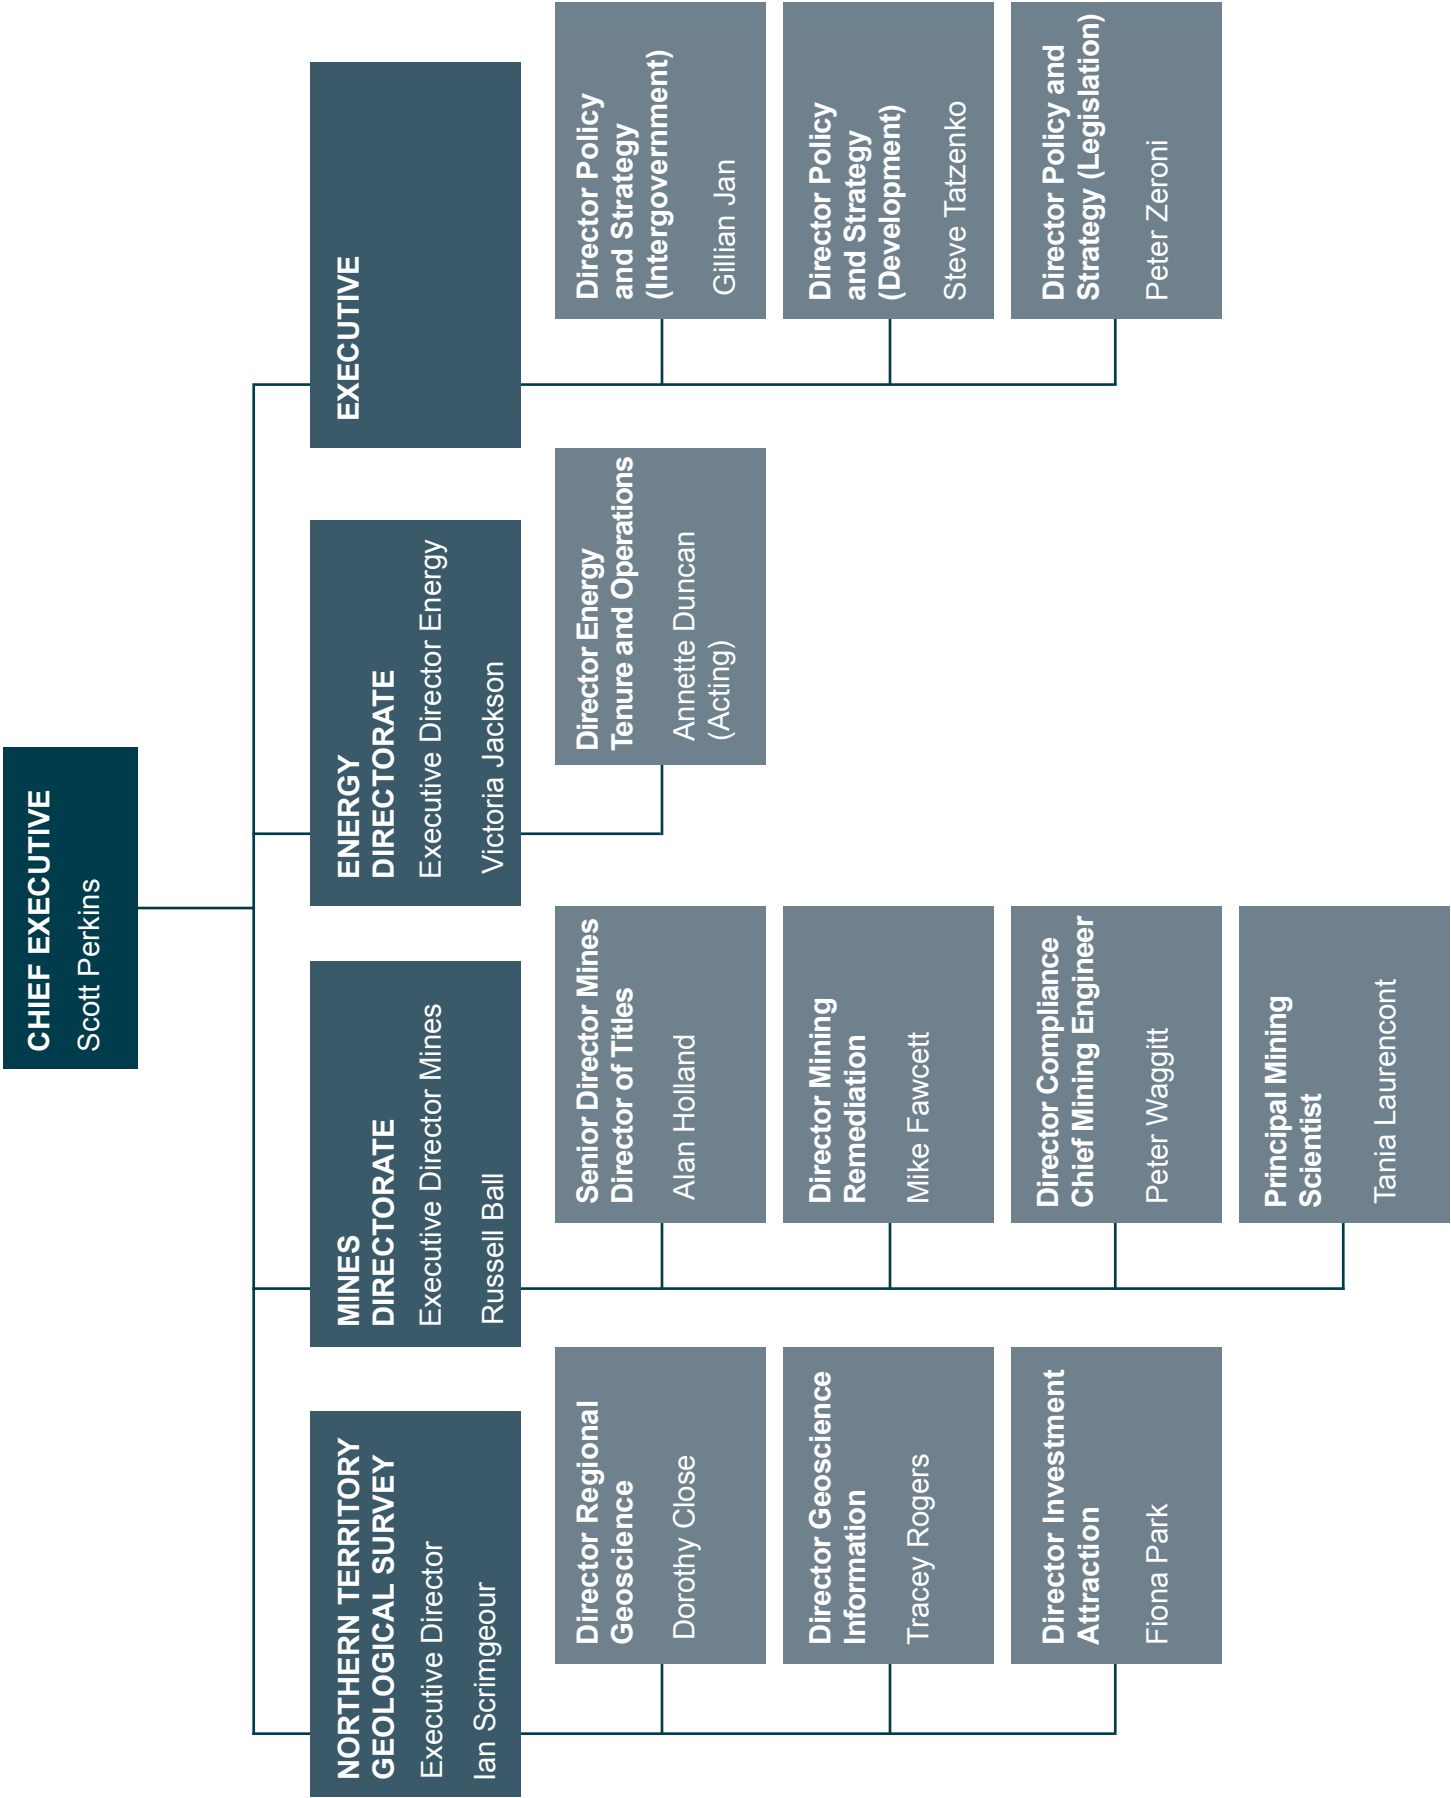 CHIEF EXECUTIVE
Scott Perkins
NORTHERN TERRITORY
GEOLOGICAL SURVEY
Executive Director
Ian Scrimgeour
Director Regional
Geoscience
Dorothy Close
Director Geoscience
Information
Tracey Rogers
Director Investment
Attraction
Fiona Park
MINES
DIRECTORATE
Executive Director Mines
Russell Ball
Senior Director Mines
Director of Titles
Alan Holland
Director Mining
Remediation
Mike Fawcett
Director Compliance
Chief Mining Engineer
Peter Waggitt
Principal Mining
Scientist
Tania Laurencont
ENERGY
DIRECTORATE
Executive Director Energy
Victoria Jackson
Director Energy
Tenure and Operations
Annette Duncan
(Acting)
EXECUTIVE
Director Policy
and Strategy
(Intergovernment)
Gillian Jan
Director Policy
and Strategy
(Development)
Steve Tatzenko
Director Policy and
Strategy (Legislation)
Peter Zeroni